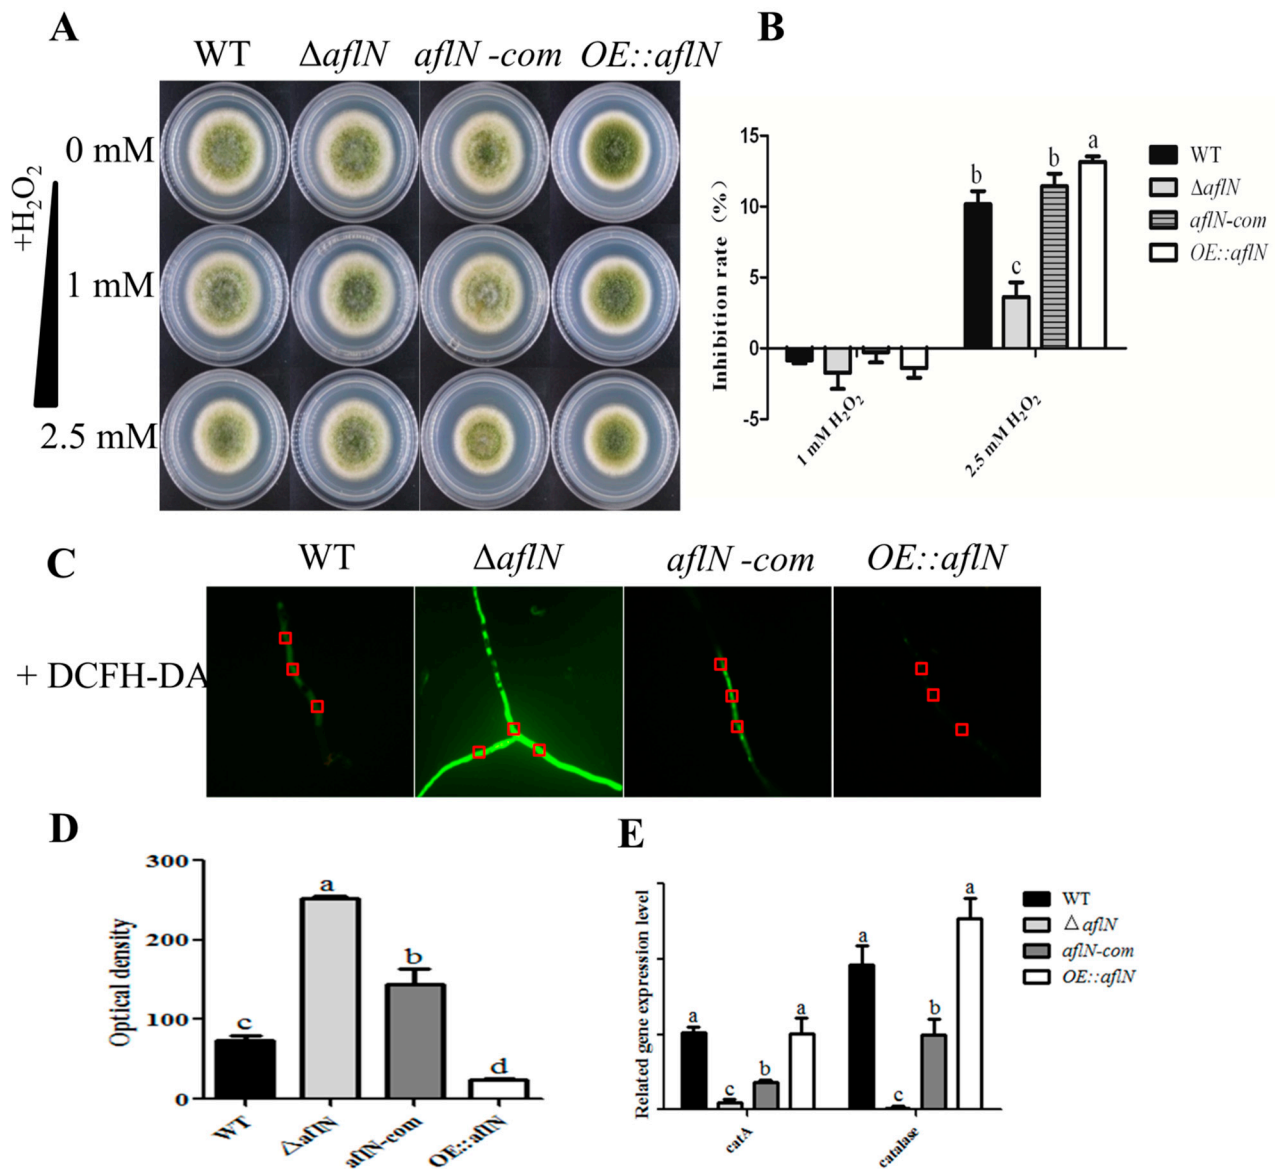 A
WT ΔaflN aflN -com OE::aflN
0 mM
+H2O2
1 mM
2.5 mM
B
Inhibition rate (%)
15
10
5
0
-5
b
c
b
a
1 mM H2O2
2.5 mM H2O2
WT
ΔaflN
aflN-com
OE::aflN
C
WT ΔaflN aflN -com OE::aflN
+ DCFH-DA
D
Optical density
300
200
100
0
c
a
b
d
WT
△aflN
aflN-com
OE::aflN
E
Related gene expression level
a
c
b
a
a
c
b
a
catA
catalase
WT
△aflN
aflN-com
OE::aflN